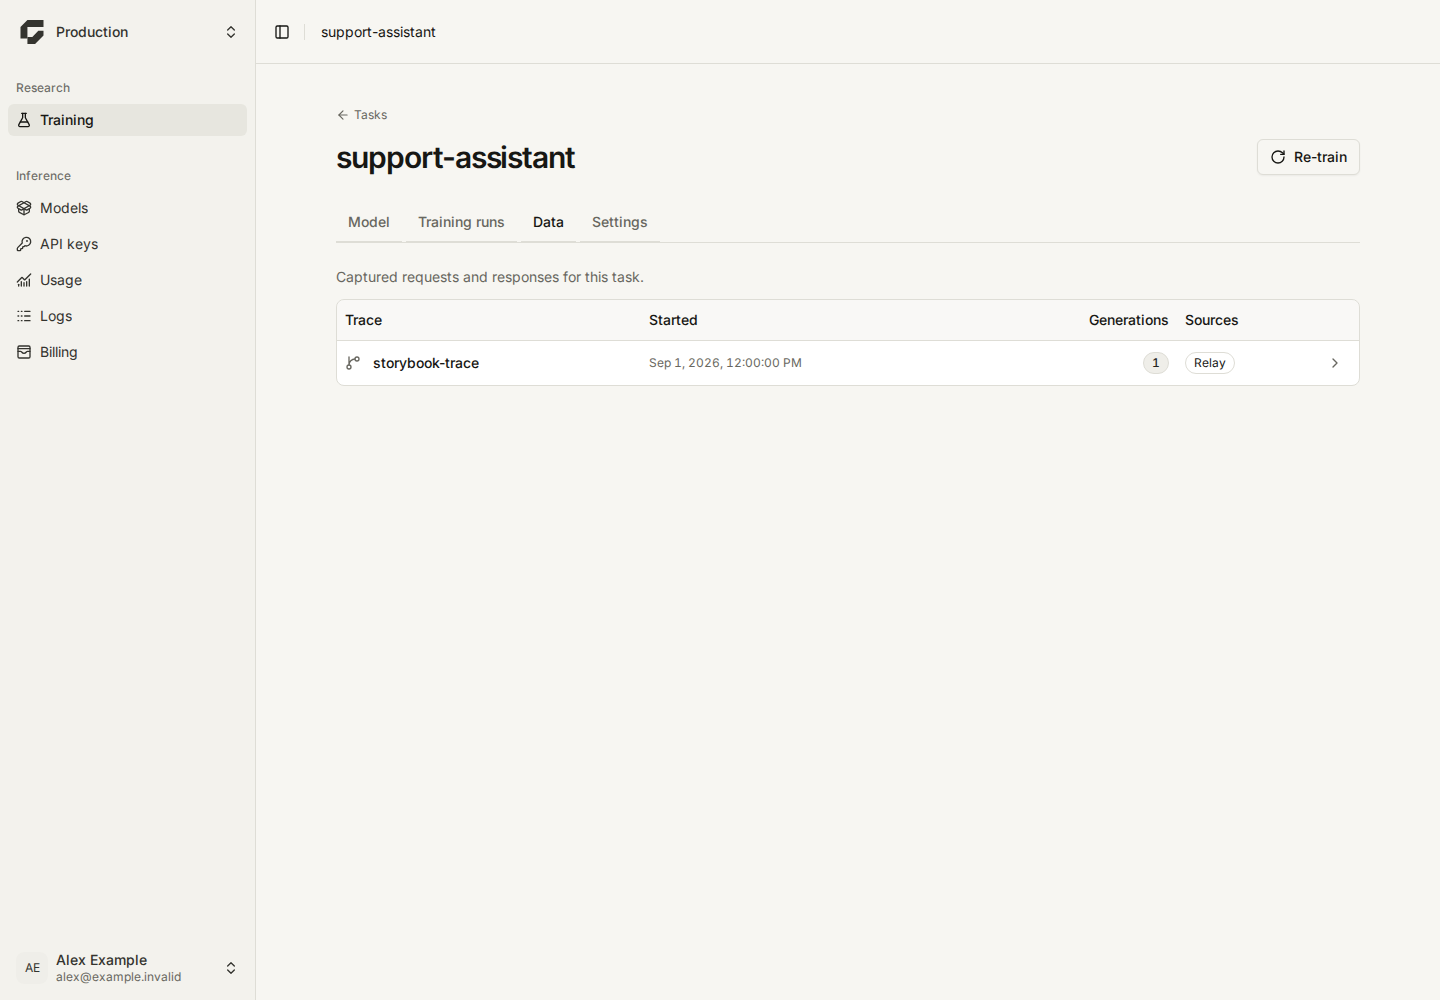 Production
Research
Training
Inference
Models
API keys
Usage
Logs
Billing
AE
Alex Example
alex@example.invalid
support-assistant
Tasks
support-assistant
Re-train
Model
Training runs
Data
Settings
Captured requests and responses for this task.
Trace Started Generations Sources
storybook-trace Sep 1, 2026, 12:00:00 PM 1 Relay